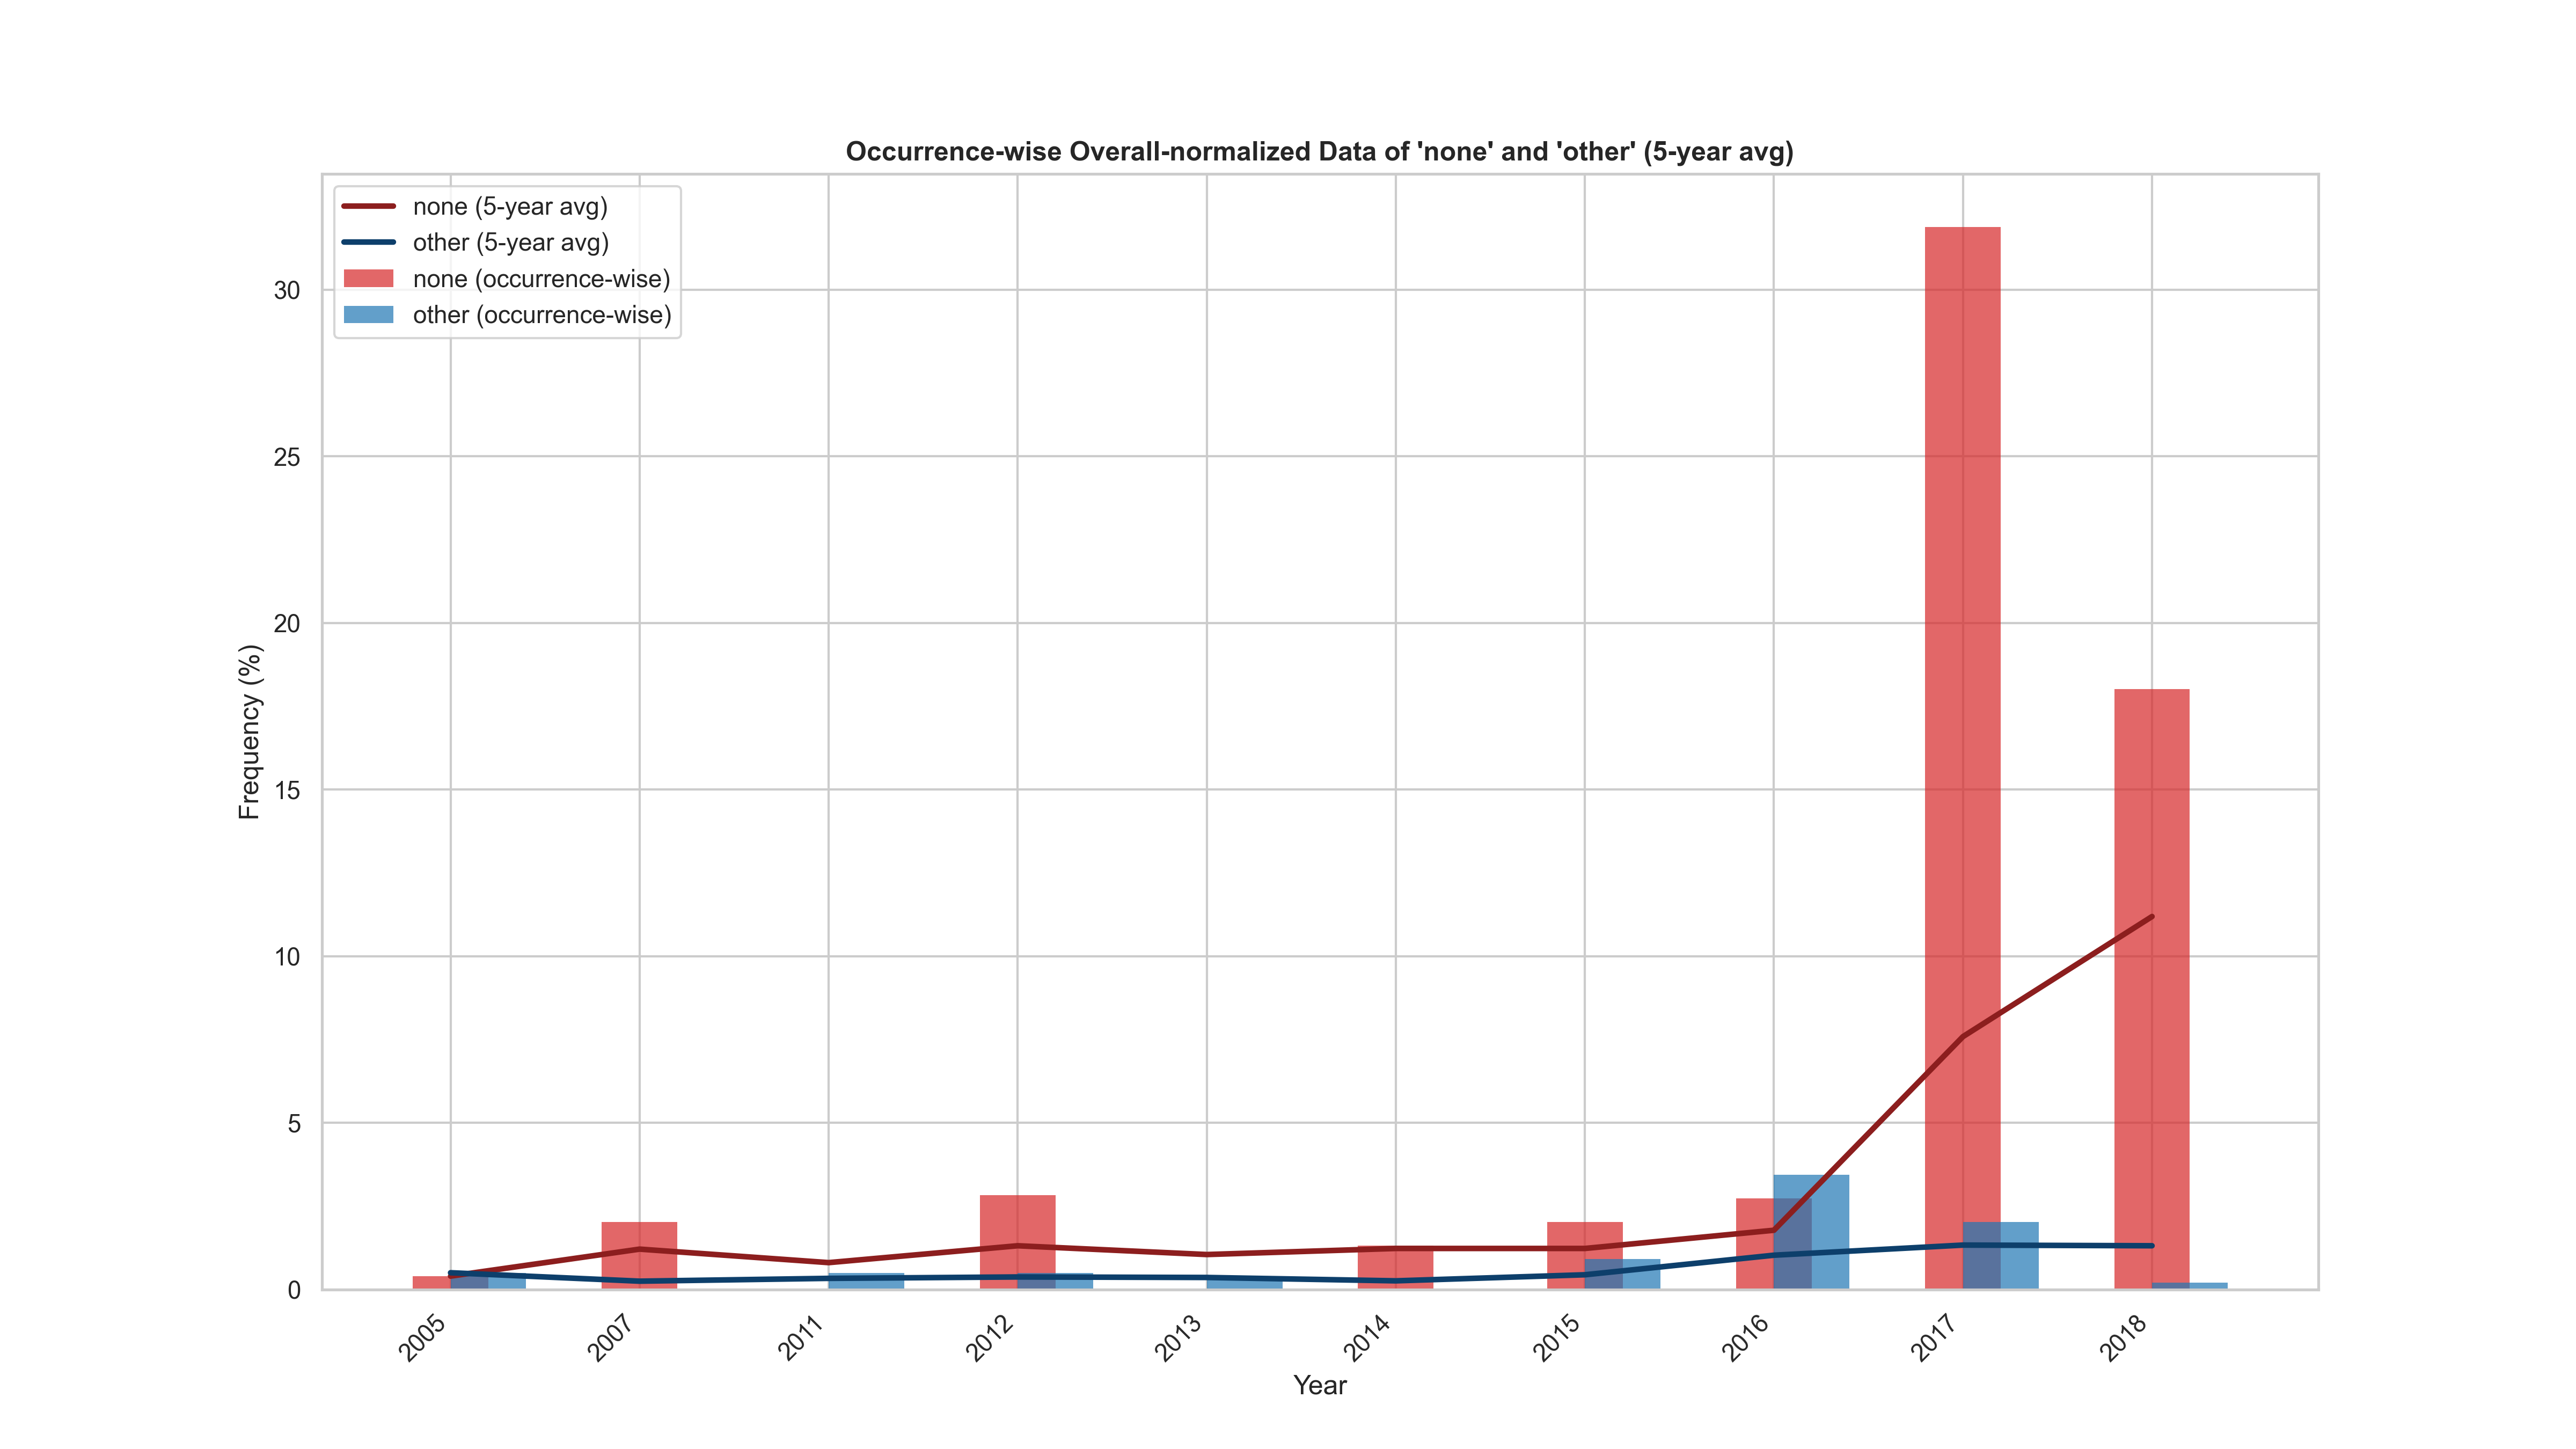 Occurrence-wise Overall-normalized Data of 'none' and 'other' (5-year avg)
none (5-year avg)
other (5-year avg)
none (occurrence-wise)
other (occurrence-wise)
Frequency (%)
30
25
20
15
10
5
0
2005
2007
2011
2012
2013
2014
2015
2016
2017
2018
Year